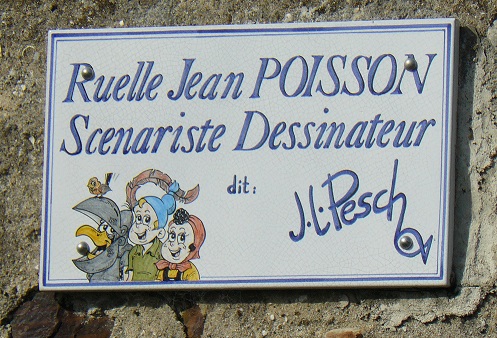 Ruelle Jean POISSON
Scenariste Dessinateur
dit:
J.L. Pesch